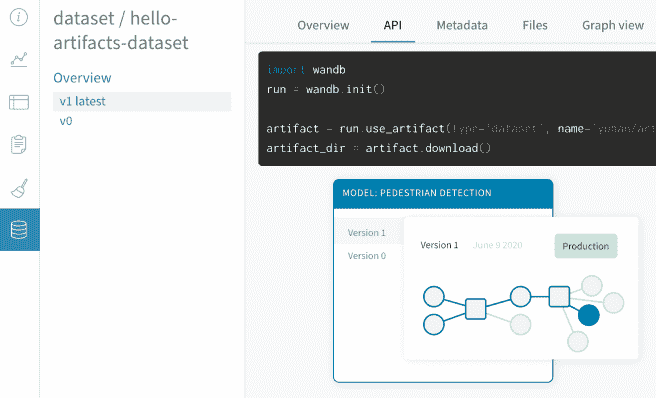 dataset / hello-
artifacts-dataset
Overview
v1 latest
v0
Overview API Metadata Files Graph view
import wandb
run = wandb.init()
artifact = run.use_artifact(type='dataset', name=
artifact_dir = artifact.download()
MODEL: PEDESTRIAN DETECTION
Version 1
Version 0
Version 1 June 9 2020 Production